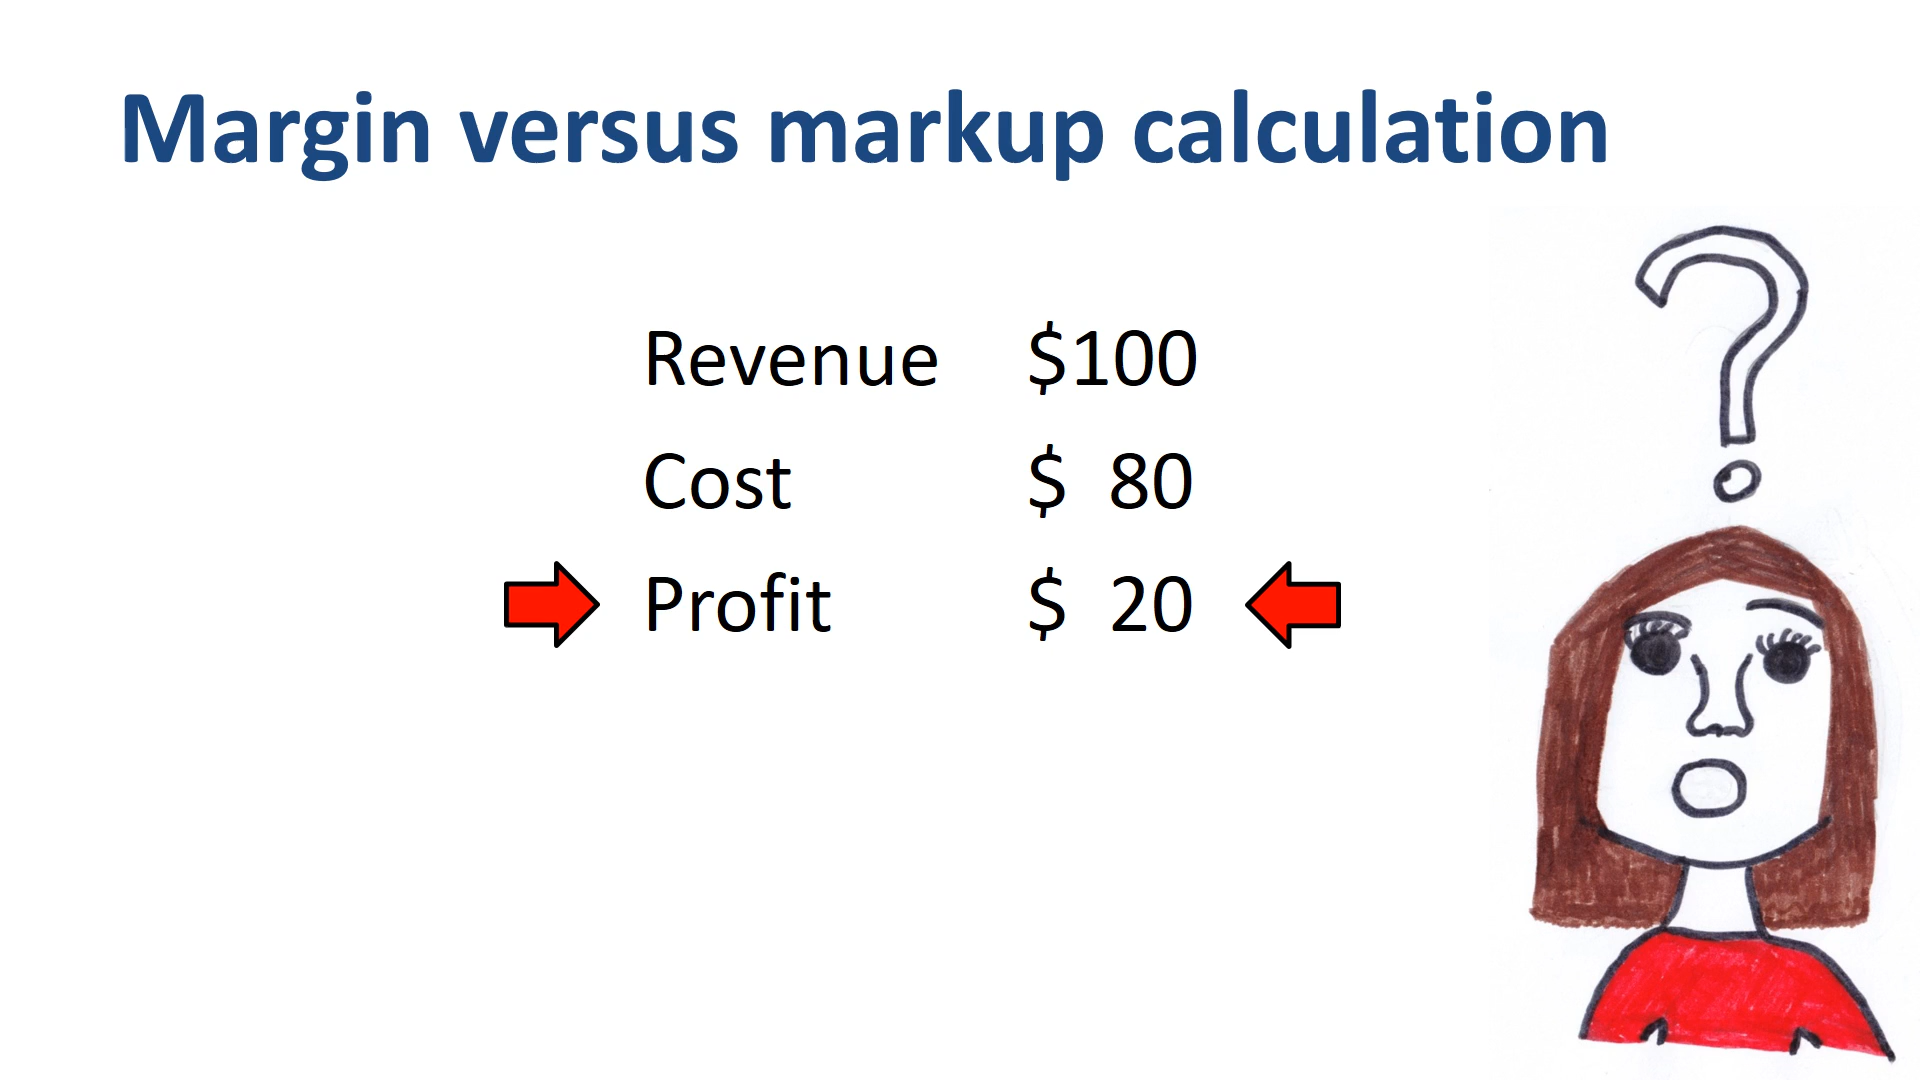 Margin versus markup calculation
Revenue $100
Cost $ 80
Profit $ 20
?